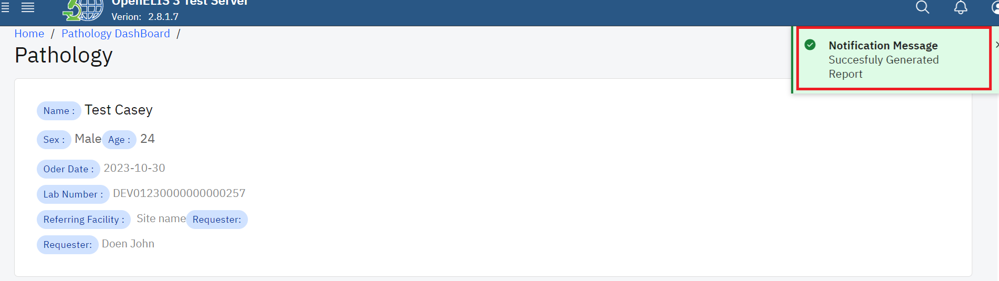 OpenELIS 3 Test Server
Verion: 2.8.1.7
Home / Pathology DashBoard /
Pathology
Notification Message
Succesfuly Generated
Report
Name : Test Casey
Sex : Male Age : 24
Oder Date : 2023-10-30
Lab Number : DEV01230000000000257
Referring Facility : Site name Requester:
Requester: Doen John